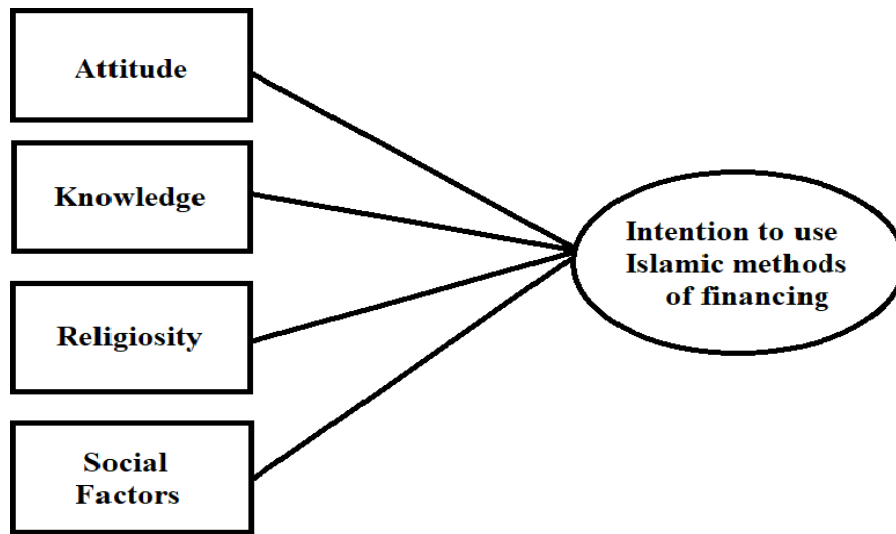 Attitude
Knowledge
Religiosity
Social
Factors
Intention to use
Islamic methods
of financing